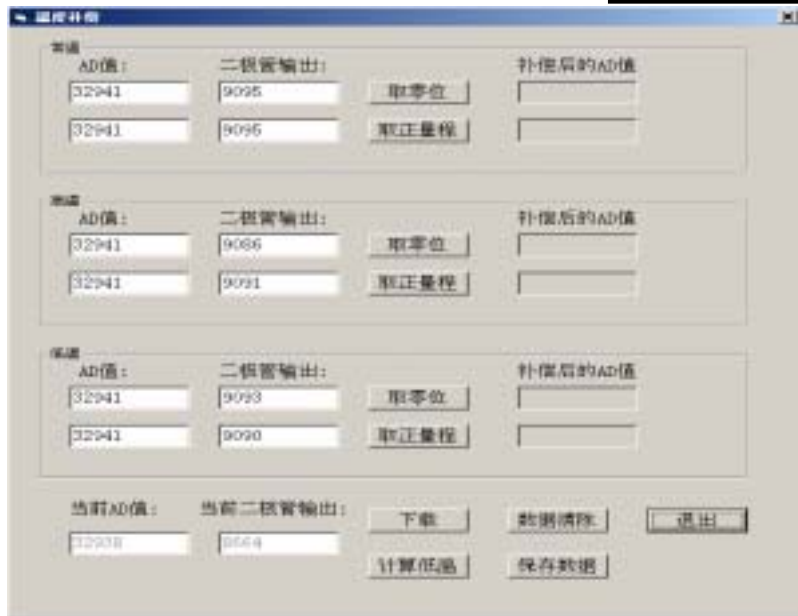 温度补偿
常温
AD值: 二极管输出: 补偿后的AD值
32941 9095 取零位
32941 9095 取正量程
高温
AD值: 二极管输出: 补偿后的AD值
32941 9086 取零位
32941 9091 取正量程
低温
AD值: 二极管输出: 补偿后的AD值
32941 9093 取零位
32941 9090 取正量程
当前AD值: 当前二极管输出: 下载 数据清除 退出
计算低温 保存数据